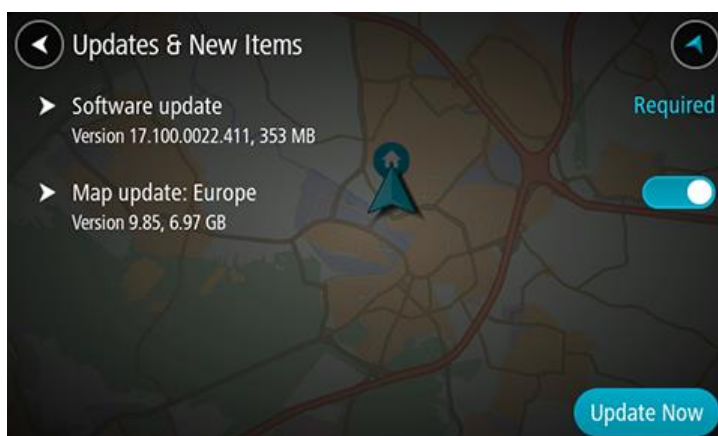 Updates & New Items
Software update
Required
Version 17.100.0022.411, 353 MB
Map update: Europe
Version 9.85, 6.97 GB
Update Now